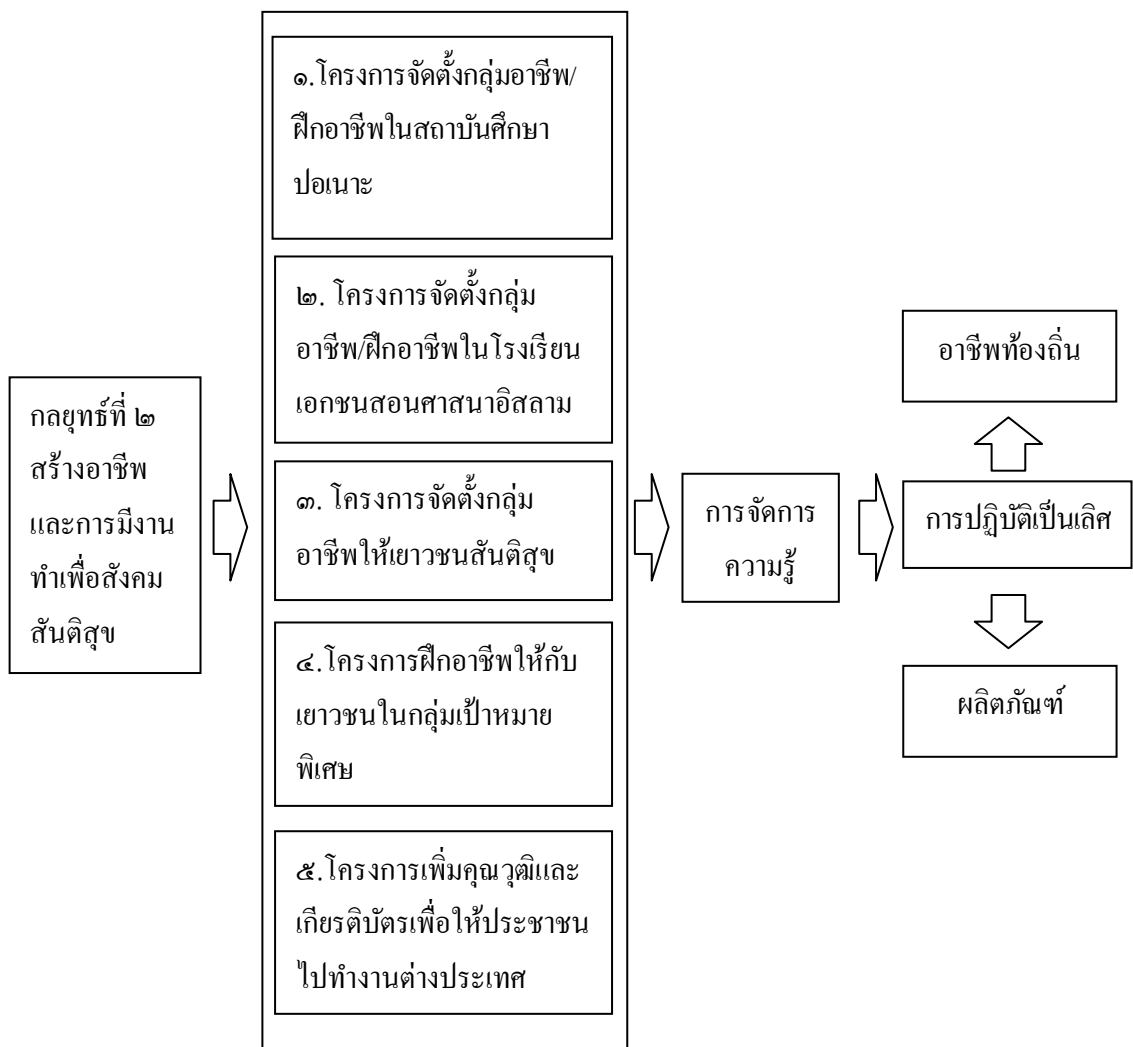 กลยุทธ์ที่ ๒
สร้างอาชีพ
และการมีงาน
ทำเพื่อสังคม
สันติสุข
๑.โครงการจัดตั้งกลุ่มอาชีพ/
ฝึกอาชีพในสถาบันศึกษา
ปอเนาะ
๒. โครงการจัดตั้งกลุ่ม
อาชีพ/ฝึกอาชีพในโรงเรียน
เอกชนสอนศาสนาอิสลาม
๓. โครงการจัดตั้งกลุ่ม
อาชีพให้เยาวชนสันติสุข
๔.โครงการฝึกอาชีพให้กับ
เยาวชนในกลุ่มเป้าหมาย
พิเศษ
๕.โครงการเพิ่มคุณวุฒิและ
เกียรติบัตรเพื่อให้ประชาชน
ไปทำงานต่างประเทศ
การจัดการ
ความรู้
อาชีพท้องถิ่น
การปฏิบัติเป็นเลิศ
ผลิตภัณฑ์